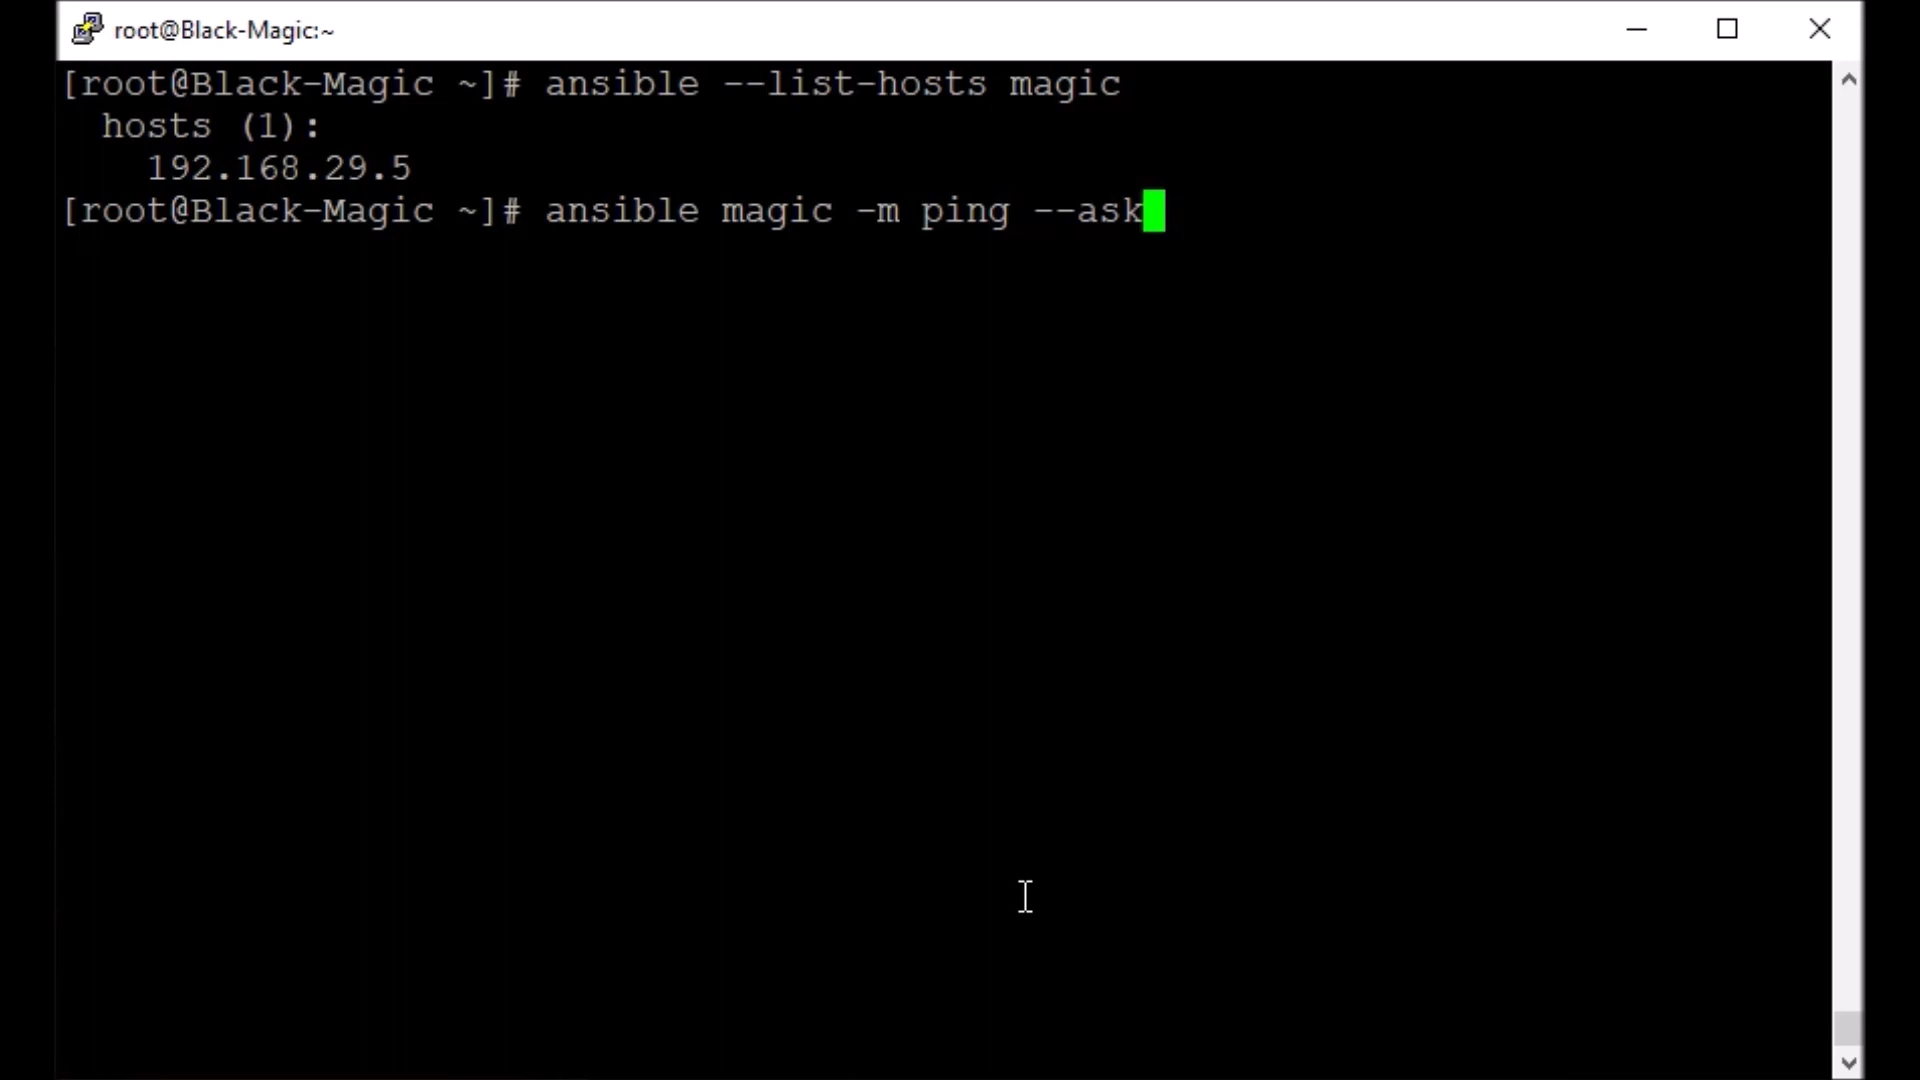 root@Black-Magic:~
[root@Black-Magic ~]# ansible --list-hosts magic
  hosts (1):
    192.168.29.5
[root@Black-Magic ~]# ansible magic -m ping --ask